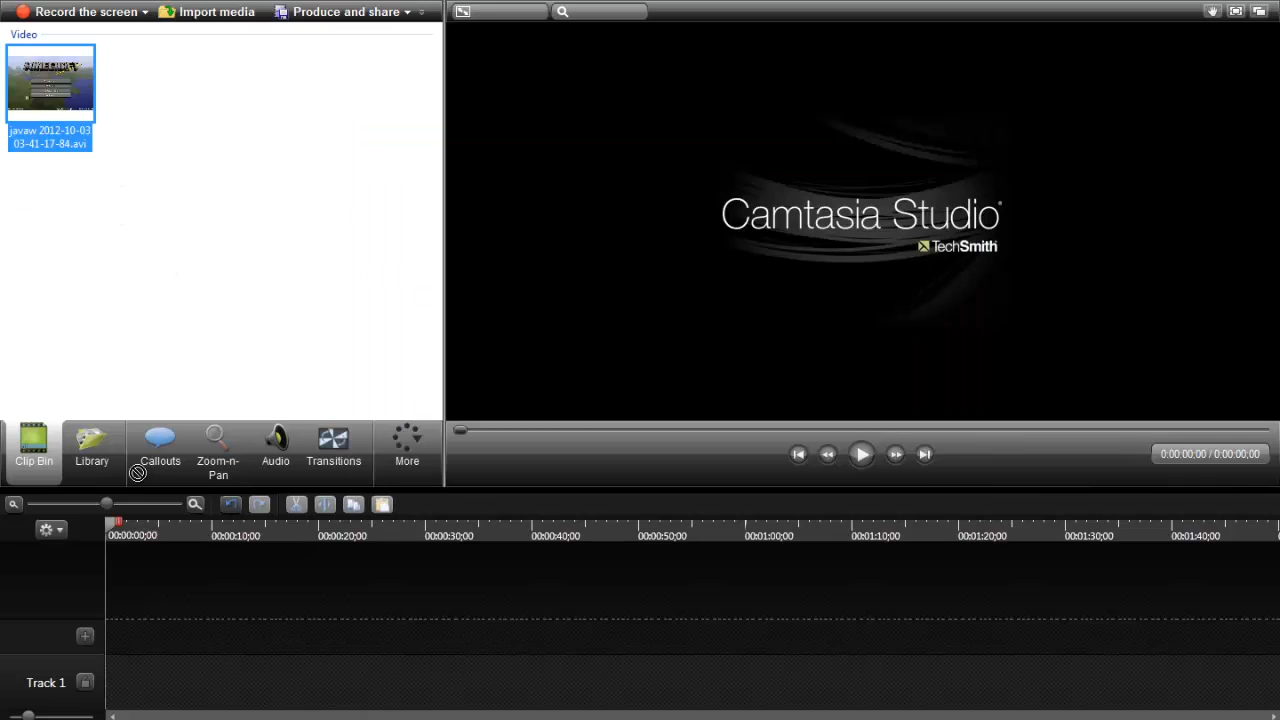 Record the screen
Import media
Produce and share
Video
MINECRAFT
javaw 2012-10-03
03-41-17-84.avi
Camtasia Studio
TechSmith
Clip Bin
Library
Callouts
Zoom-n-
Pan
Audio
Transitions
More
0:00:00;00 / 0:00:00;00
00:00:00;00
00:00:10;00
00:00:20;00
00:00:30;00
00:00:40;00
00:00:50;00
00:01:00;00
00:01:10;00
00:01:20;00
00:01:30;00
00:01:40;00
Track 1